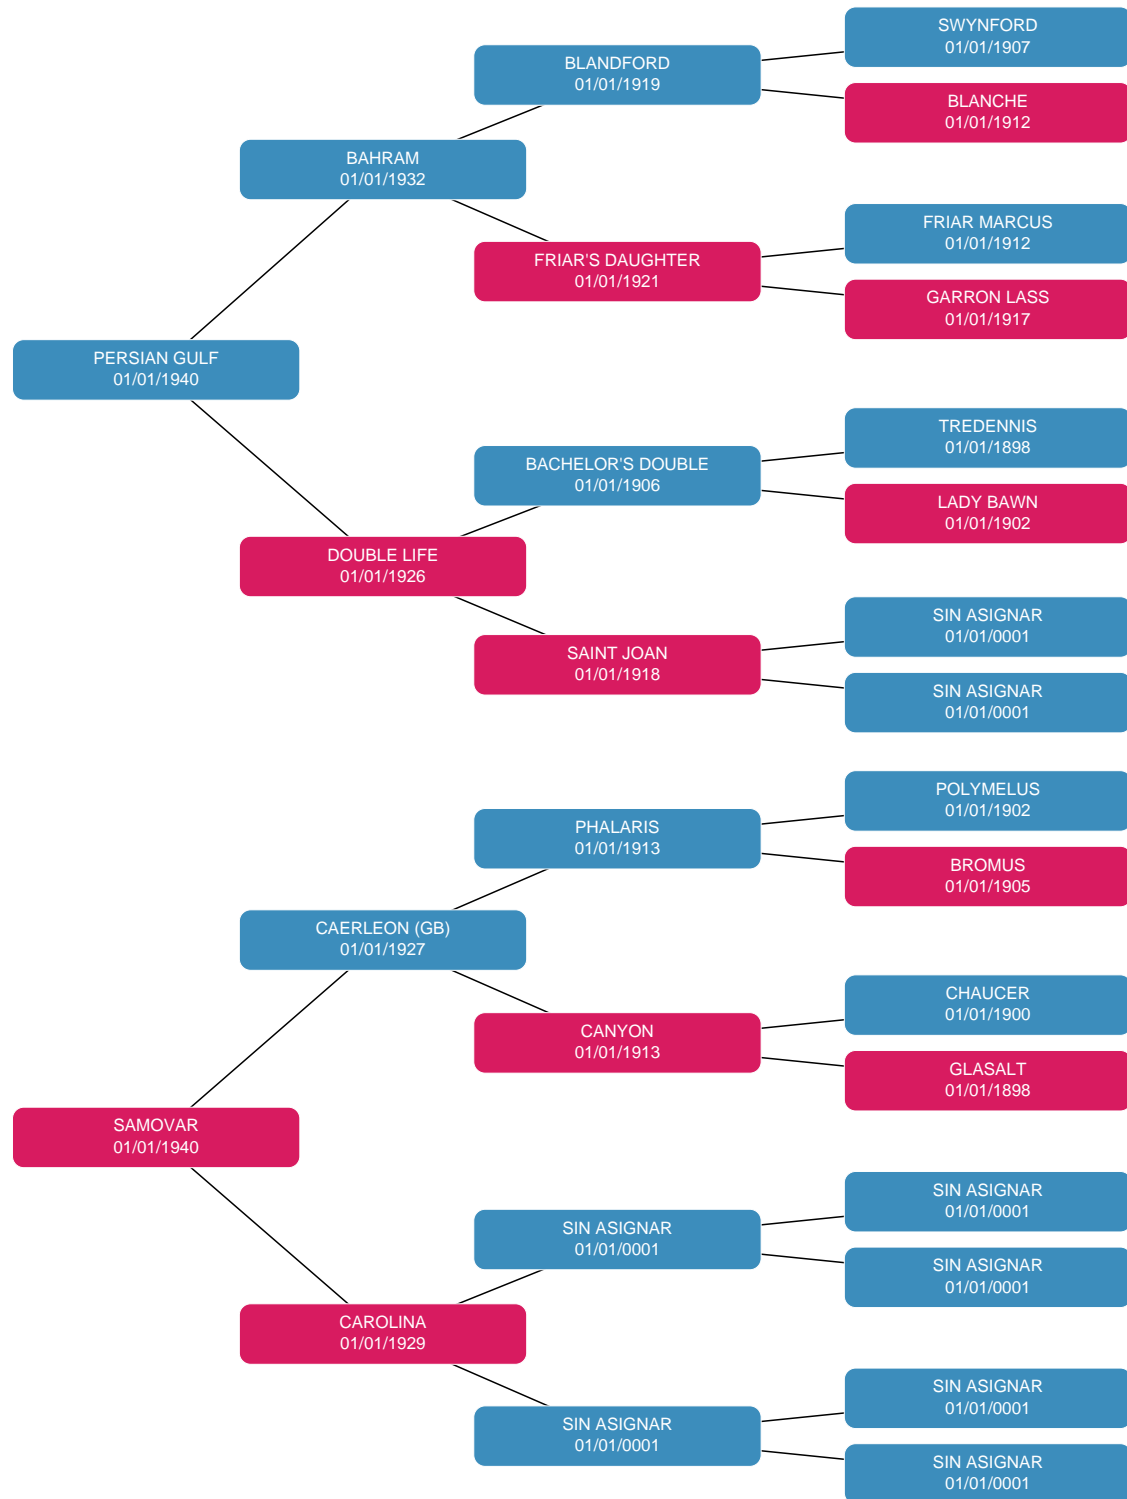 SWYNFORD
01/01/1907
BLANDFORD
01/01/1919
BLANCHE
01/01/1912
BAHRAM
01/01/1932
FRIAR MARCUS
01/01/1912
FRIAR'S DAUGHTER
01/01/1921
GARRON LASS
01/01/1917
PERSIAN GULF
01/01/1940
TREDENNIS
01/01/1898
BACHELOR'S DOUBLE
01/01/1906
LADY BAWN
01/01/1902
DOUBLE LIFE
01/01/1926
SIN ASIGNAR
01/01/0001
SAINT JOAN
01/01/1918
SIN ASIGNAR
01/01/0001
POLYMELUS
01/01/1902
PHALARIS
01/01/1913
BROMUS
01/01/1905
CAERLEON (GB)
01/01/1927
CHAUCER
01/01/1900
CANYON
01/01/1913
GLASALT
01/01/1898
SAMOVAR
01/01/1940
SIN ASIGNAR
01/01/0001
SIN ASIGNAR
01/01/0001
SIN ASIGNAR
01/01/0001
CAROLINA
01/01/1929
SIN ASIGNAR
01/01/0001
SIN ASIGNAR
01/01/0001
SIN ASIGNAR
01/01/0001